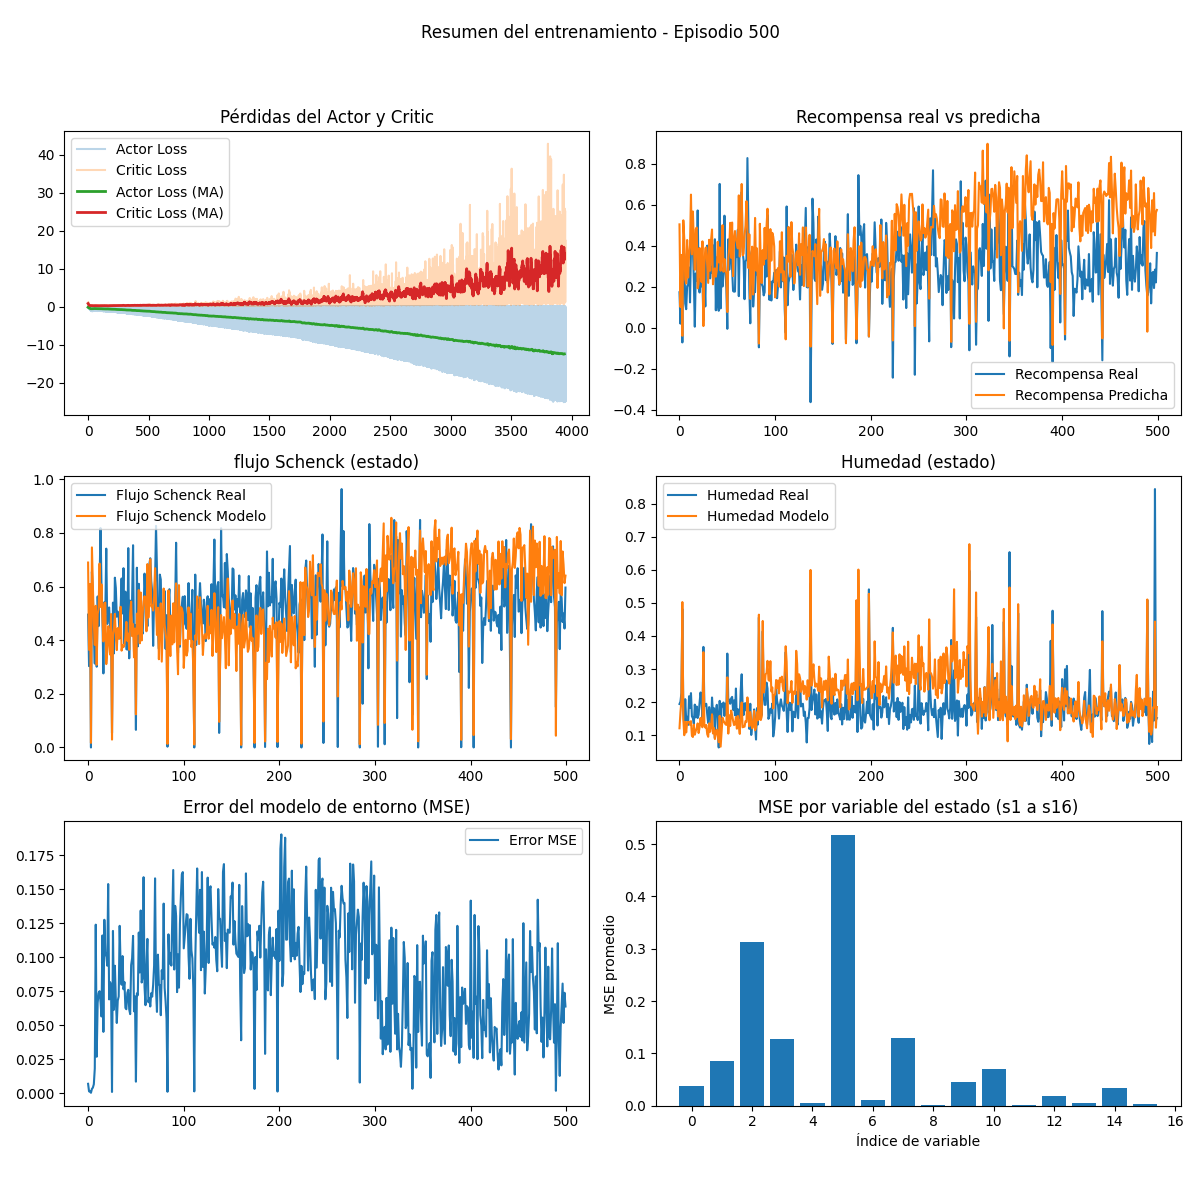 Resumen del entrenamiento - Episodio 500
Pérdidas del Actor y Critic
Actor Loss
Critic Loss
Actor Loss (MA)
Critic Loss (MA)
40
30
20
10
0
−10
−20
0 500 1000 1500 2000 2500 3000 3500 4000
Recompensa real vs predicha
0.8
0.6
0.4
0.2
0.0
−0.2
−0.4
Recompensa Real
Recompensa Predicha
0 100 200 300 400 500
flujo Schenck (estado)
Flujo Schenck Real
Flujo Schenck Modelo
1.0
0.8
0.6
0.4
0.2
0.0
0 100 200 300 400 500
Humedad (estado)
Humedad Real
Humedad Modelo
0.8
0.7
0.6
0.5
0.4
0.3
0.2
0.1
0 100 200 300 400 500
Error del modelo de entorno (MSE)
Error MSE
0.175
0.150
0.125
0.100
0.075
0.050
0.025
0.000
0 100 200 300 400 500
MSE por variable del estado (s1 a s16)
MSE promedio
0.5
0.4
0.3
0.2
0.1
0.0
0 2 4 6 8 10 12 14 16
Índice de variable